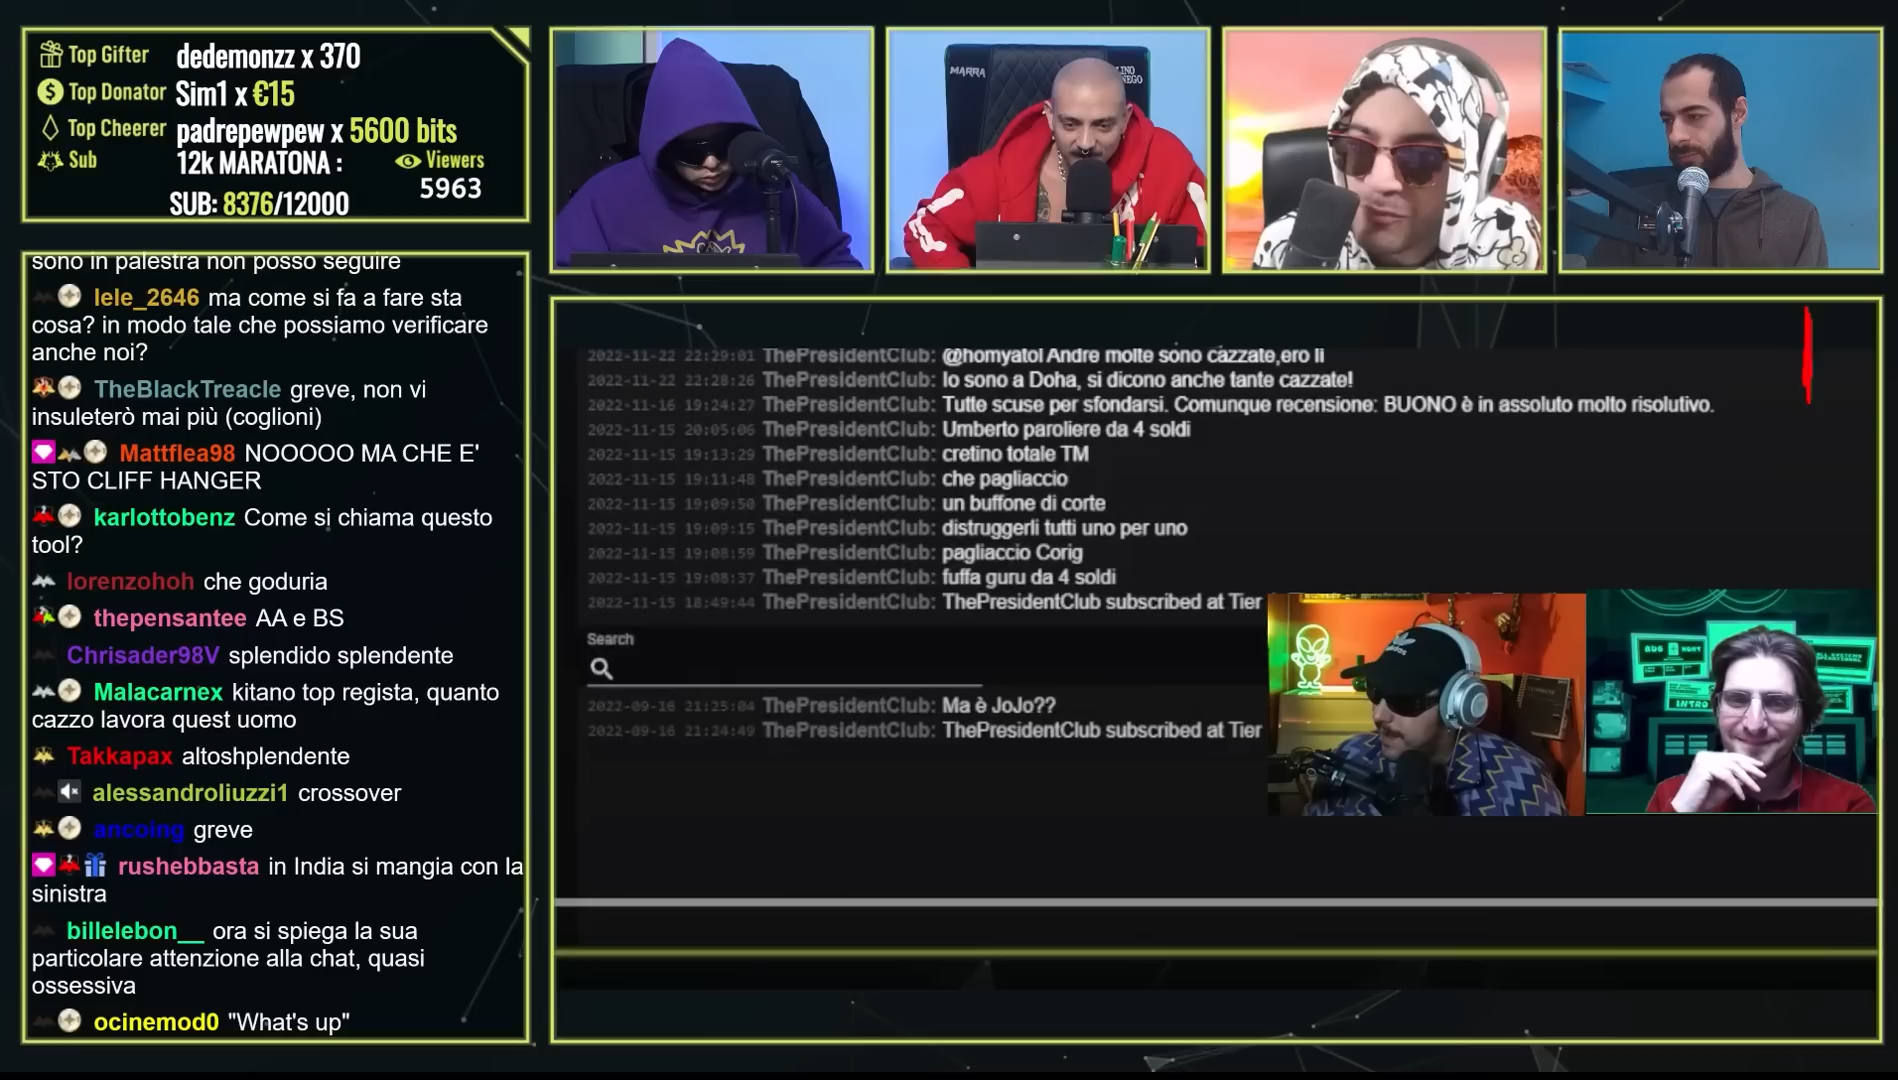 Top Gifter dedemonzz x 370
Top Donator Sim1 x €15
Top Cheerer padrepewpew x 5600 bits
Sub 12k MARATONA : Viewers
SUB: 8376/12000 5963
MARRA
sono in palestra non posso seguire
lele_2646 ma come si fa a fare sta
cosa? in modo tale che possiamo verificare
anche noi?
TheBlackTreacle greve, non vi
insuleterò mai più (coglioni)
Mattflea98 NOOOOO MA CHE E'
STO CLIFF HANGER
karlottobenz Come si chiama questo
tool?
lorenzohoh che goduria
thepensantee AA e BS
Chrisader98V splendido splendente
Malacarnex kitano top regista, quanto
cazzo lavora quest uomo
Takkapax altoshplendente
alessandroliuzzi1 crossover
ancoing greve
rushebbasta in India si mangia con la
sinistra
billelebon__ ora si spiega la sua
particolare attenzione alla chat, quasi
ossessiva
ocinemod0 "What's up"
2022-11-22 22:29:01 ThePresidentClub: @homyatol Andre molte sono cazzate,ero li
2022-11-22 22:28:26 ThePresidentClub: Io sono a Doha, si dicono anche tante cazzate!
2022-11-16 19:24:27 ThePresidentClub: Tutte scuse per sfondarsi. Comunque recensione: BUONO è in assoluto molto risolutivo.
2022-11-15 20:05:06 ThePresidentClub: Umberto paroliere da 4 soldi
2022-11-15 19:13:29 ThePresidentClub: cretino totale TM
2022-11-15 19:11:48 ThePresidentClub: che pagliaccio
2022-11-15 19:09:50 ThePresidentClub: un buffone di corte
2022-11-15 19:09:15 ThePresidentClub: distruggerli tutti uno per uno
2022-11-15 19:08:59 ThePresidentClub: pagliaccio Corig
2022-11-15 19:08:37 ThePresidentClub: fuffa guru da 4 soldi
2022-11-15 18:49:44 ThePresidentClub: ThePresidentClub subscribed at Tier
Search
2022-09-16 21:25:04 ThePresidentClub: Ma è JoJo??
2022-09-16 21:24:49 ThePresidentClub: ThePresidentClub subscribed at Tier
adidas
INTRO